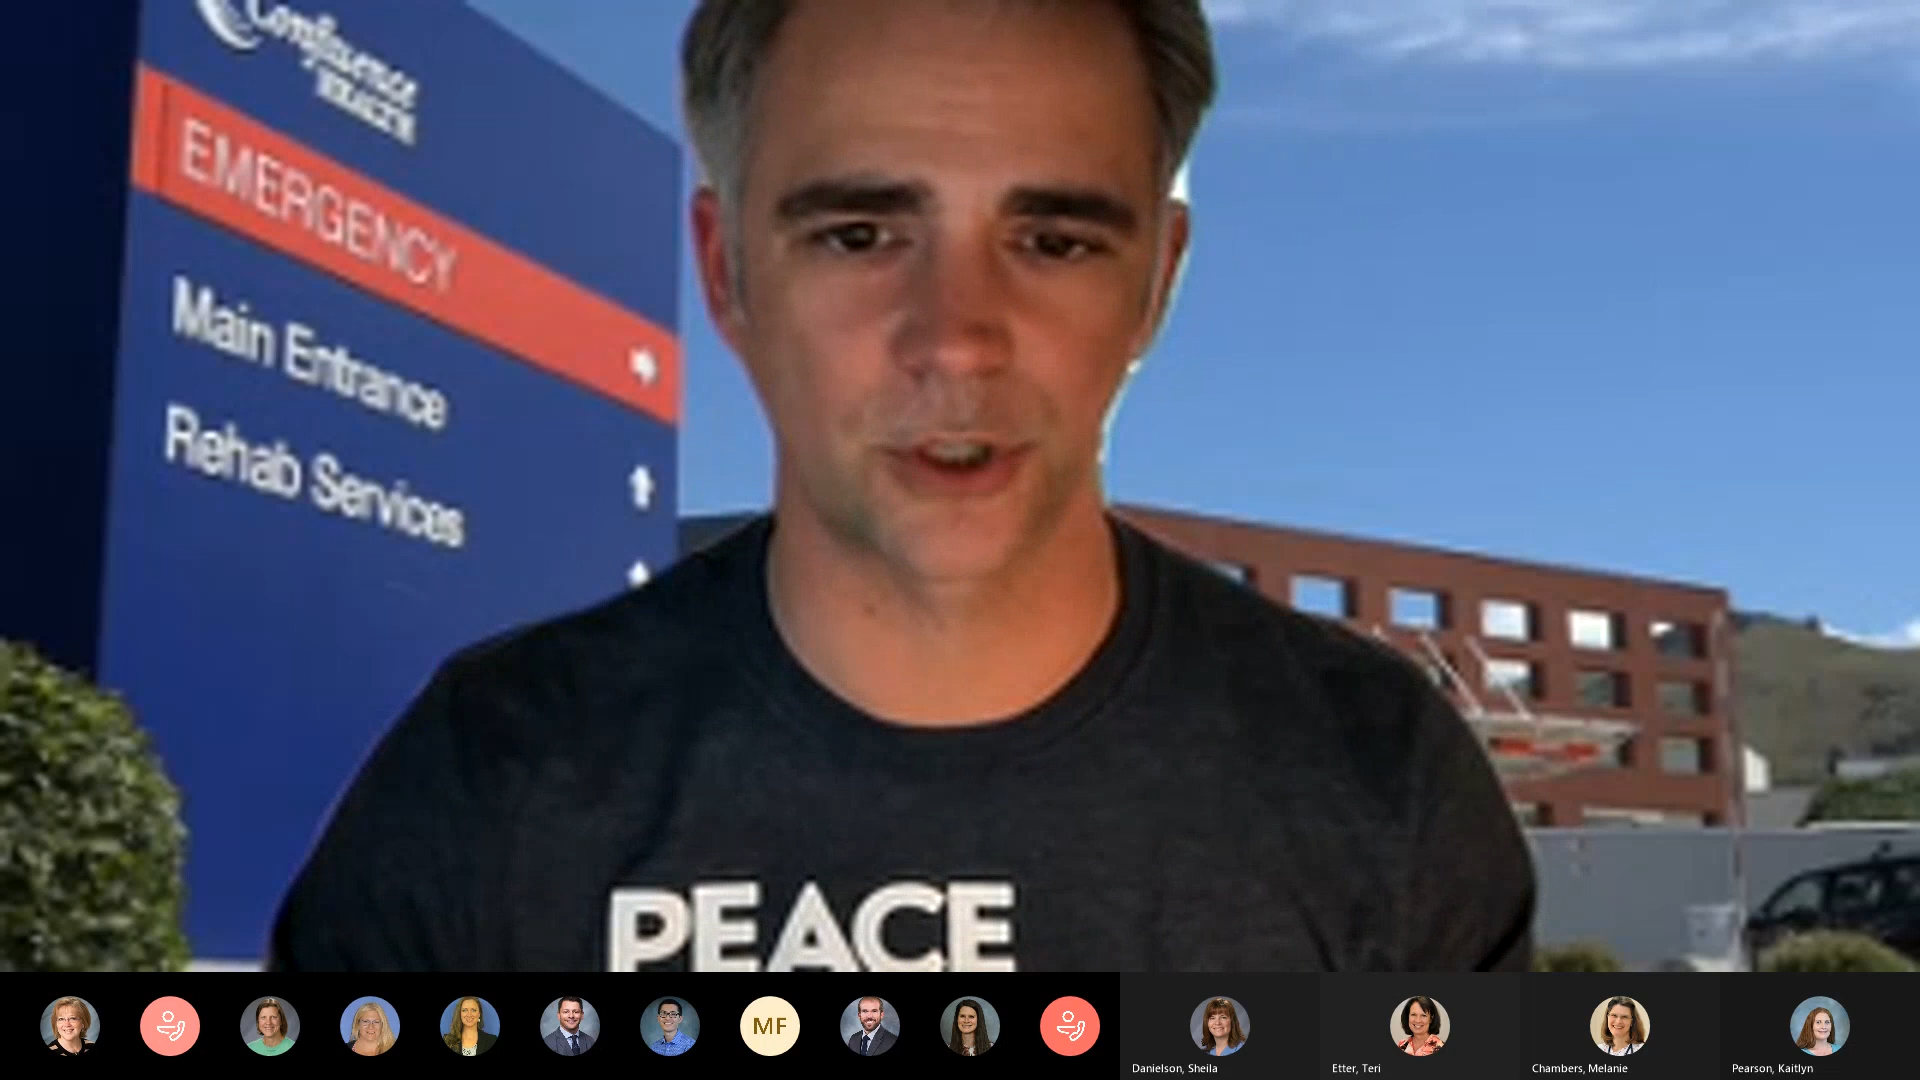 Confluence
HEALTH
EMERGENCY
Main Entrance
Rehab Services
PEACE
MF
Danielson, Sheila
Etter, Teri
Chambers, Melanie
Pearson, Kaitlyn